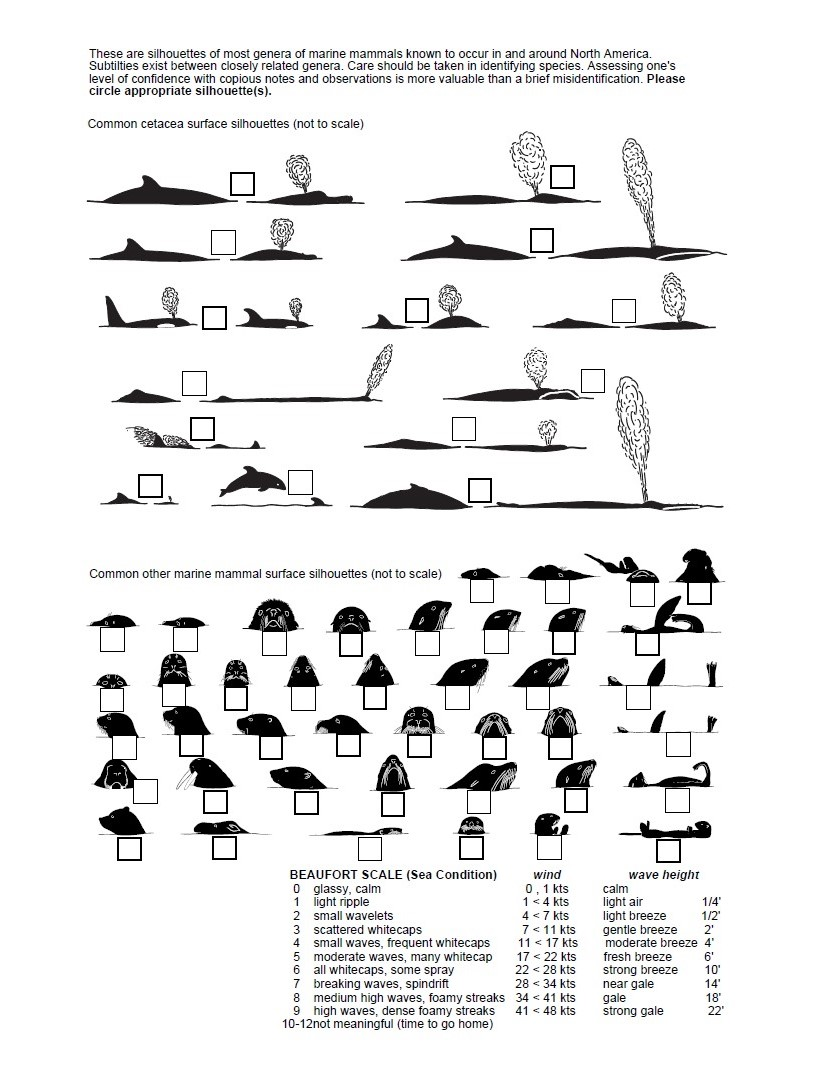 These are silhouettes of most genera of marine mammals known to occur in and around North America.
Subtilties exist between closely related genera. Care should be taken in identifying species. Assessing one's
level of confidence with copious notes and observations is more valuable than a brief misidentification. Please
circle appropriate silhouette(s).
Common cetacea surface silhouettes (not to scale)
Common other marine mammal surface silhouettes (not to scale)
BEAUFORT SCALE (Sea Condition) wind wave height
0 glassy, calm 0 , 1 kts calm
1 light ripple 1 < 4 kts light air 1/4'
2 small wavelets 4 < 7 kts light breeze 1/2'
3 scattered whitecaps 7 < 11 kts gentle breeze 2'
4 small waves, frequent whitecaps 11 < 17 kts moderate breeze 4'
5 moderate waves, many whitecap 17 < 22 kts fresh breeze 6'
6 all whitecaps, some spray 22 < 28 kts strong breeze 10'
7 breaking waves, spindrift 28 < 34 kts near gale 14'
8 medium high waves, foamy streaks 34 < 41 kts gale 18'
9 high waves, dense foamy streaks 41 < 48 kts strong gale 22'
10-12not meaningful (time to go home)